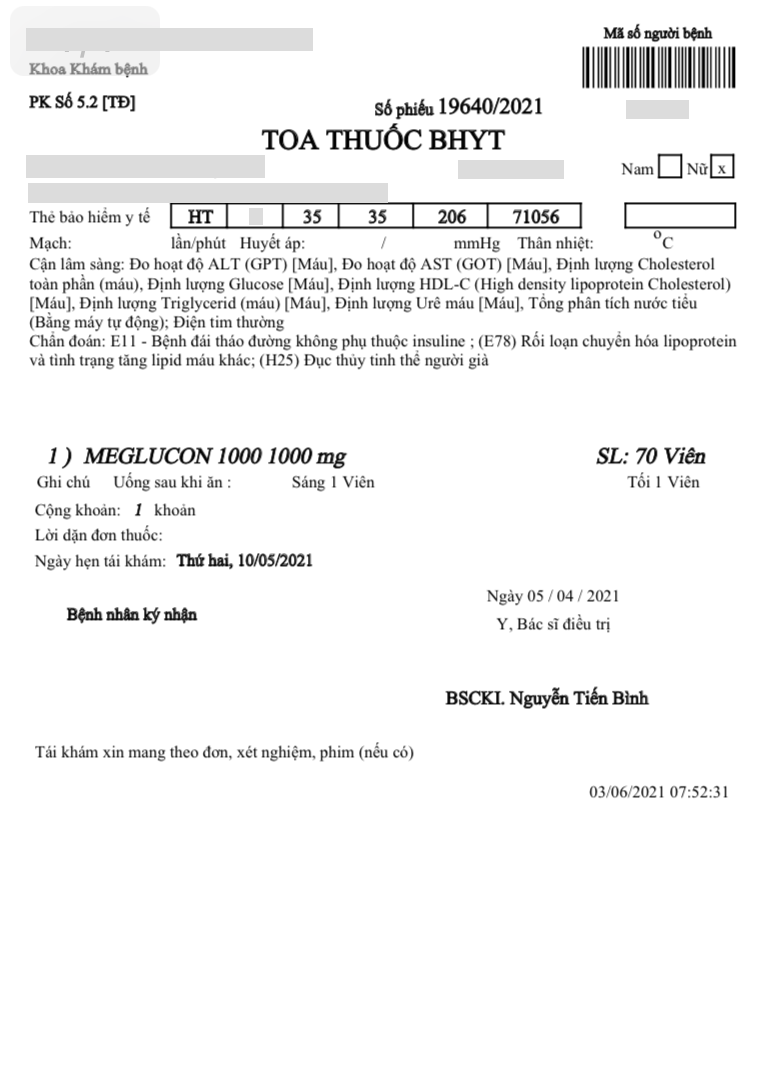 Mã số người bệnh
Khoa Khám bệnh
PK Số 5.2 [TĐ]
Số phiếu 19640/2021
TOA THUỐC BHYT
Nam Nữ x
Thẻ bảo hiểm y tế HT 35 35 206 71056
Mạch: lần/phút Huyết áp: / mmHg Thân nhiệt: ºC
Cận lâm sàng: Đo hoạt độ ALT (GPT) [Máu], Đo hoạt độ AST (GOT) [Máu], Định lượng Cholesterol
toàn phần (máu), Định lượng Glucose [Máu], Định lượng HDL-C (High density lipoprotein Cholesterol)
[Máu], Định lượng Triglycerid (máu) [Máu], Định lượng Urê máu [Máu], Tổng phân tích nước tiểu
(Bằng máy tự động); Điện tim thường
Chẩn đoán: E11 - Bệnh đái tháo đường không phụ thuộc insuline ; (E78) Rối loạn chuyển hóa lipoprotein
và tình trạng tăng lipid máu khác; (H25) Đục thủy tinh thể người già
1 ) MEGLUCON 1000 1000 mg SL: 70 Viên
Ghi chú Uống sau khi ăn : Sáng 1 Viên Tối 1 Viên
Cộng khoản: 1 khoản
Lời dặn đơn thuốc:
Ngày hẹn tái khám: Thứ hai, 10/05/2021
Ngày 05 / 04 / 2021
Bệnh nhân ký nhận
Y, Bác sĩ điều trị
BSCKI. Nguyễn Tiến Bình
Tái khám xin mang theo đơn, xét nghiệm, phim (nếu có)
03/06/2021 07:52:31